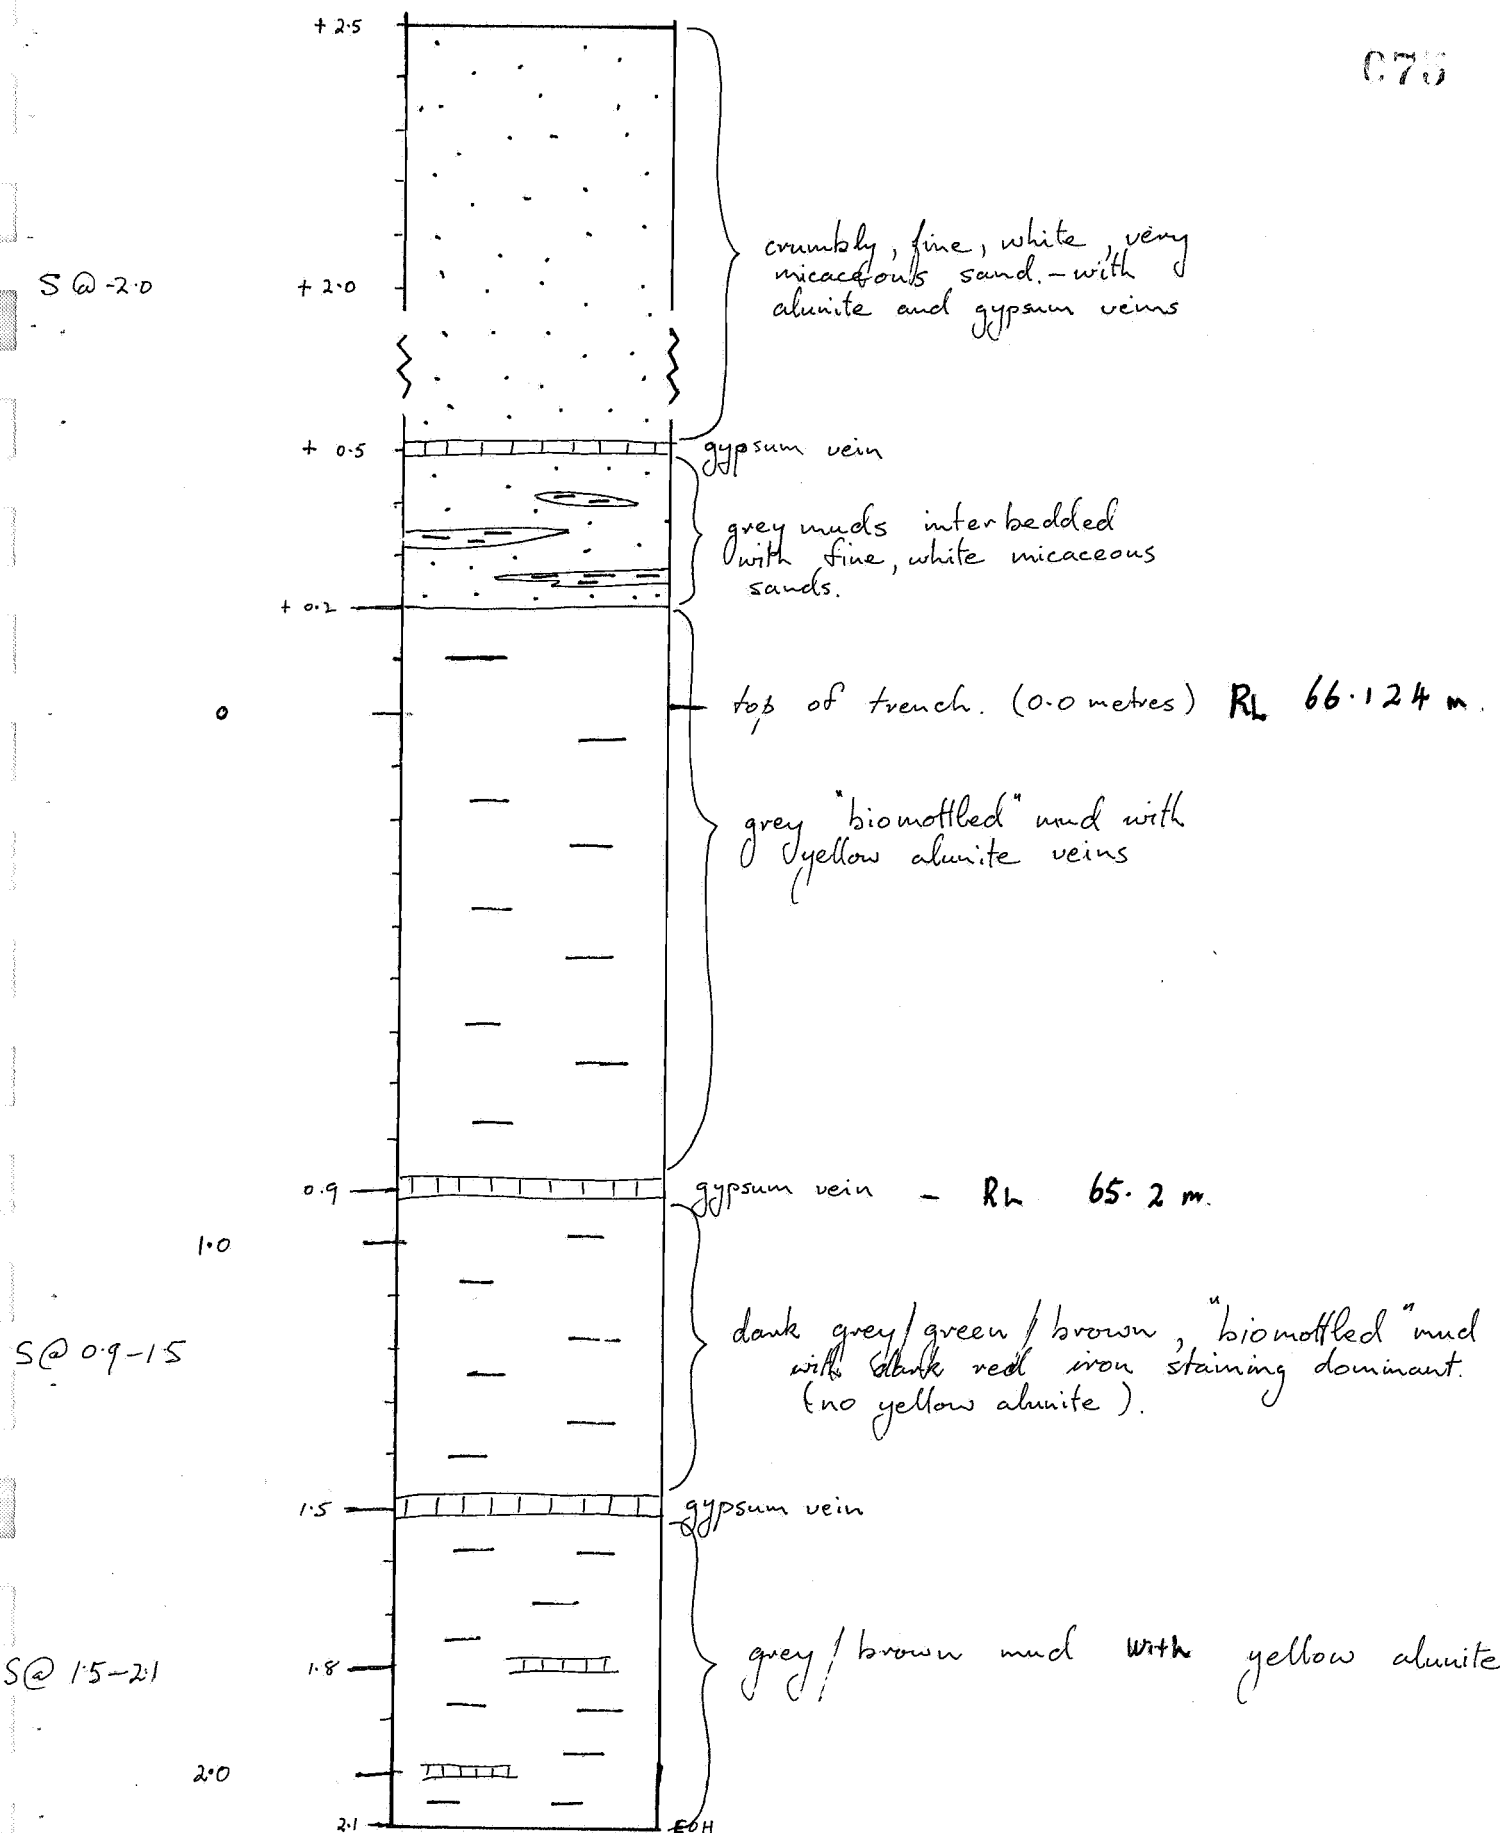 C75
+ 2.5
crumbly, fine, white, very
micaceous sand. - with
alunite and gypsum veins
S @ -2.0
+ 2.0
+ 0.5
gypsum vein
grey muds interbedded
with fine, white micaceous
sands.
+ 0.2
0
top of trench. (0.0 metres) RL 66.124 m.
grey "biomottled" mud with
yellow alunite veins
0.9
gypsum vein - RL 65.2 m.
1.0
S@ 0.9-1.5
dark grey/green/brown, "biomottled" mud
with dark red iron staining dominant.
(no yellow alunite).
1.5
gypsum vein
S@ 1.5-2.1
1.8
grey/brown mud with yellow alunite
2.0
2.1
EOH